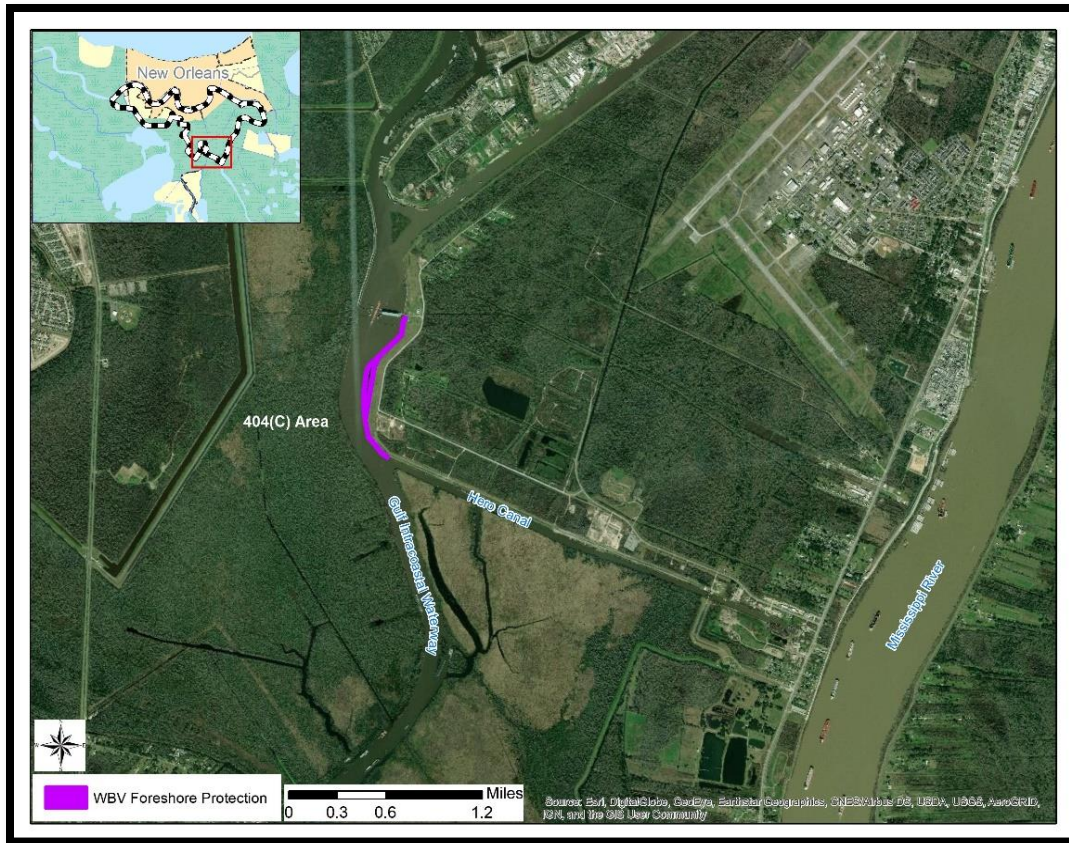 New Orleans
404(C) Area
Hero Canal
Gulf Intracoastal Waterway
Mississippi River
WBV Foreshore Protection
Miles
0 0.3 0.6 1.2
Source: Esri, DigitalGlobe, GeoEye, Earthstar Geographics, CNES/Airbus DS, USDA, USGS, AeroGRID,
IGN, and the GIS User Community